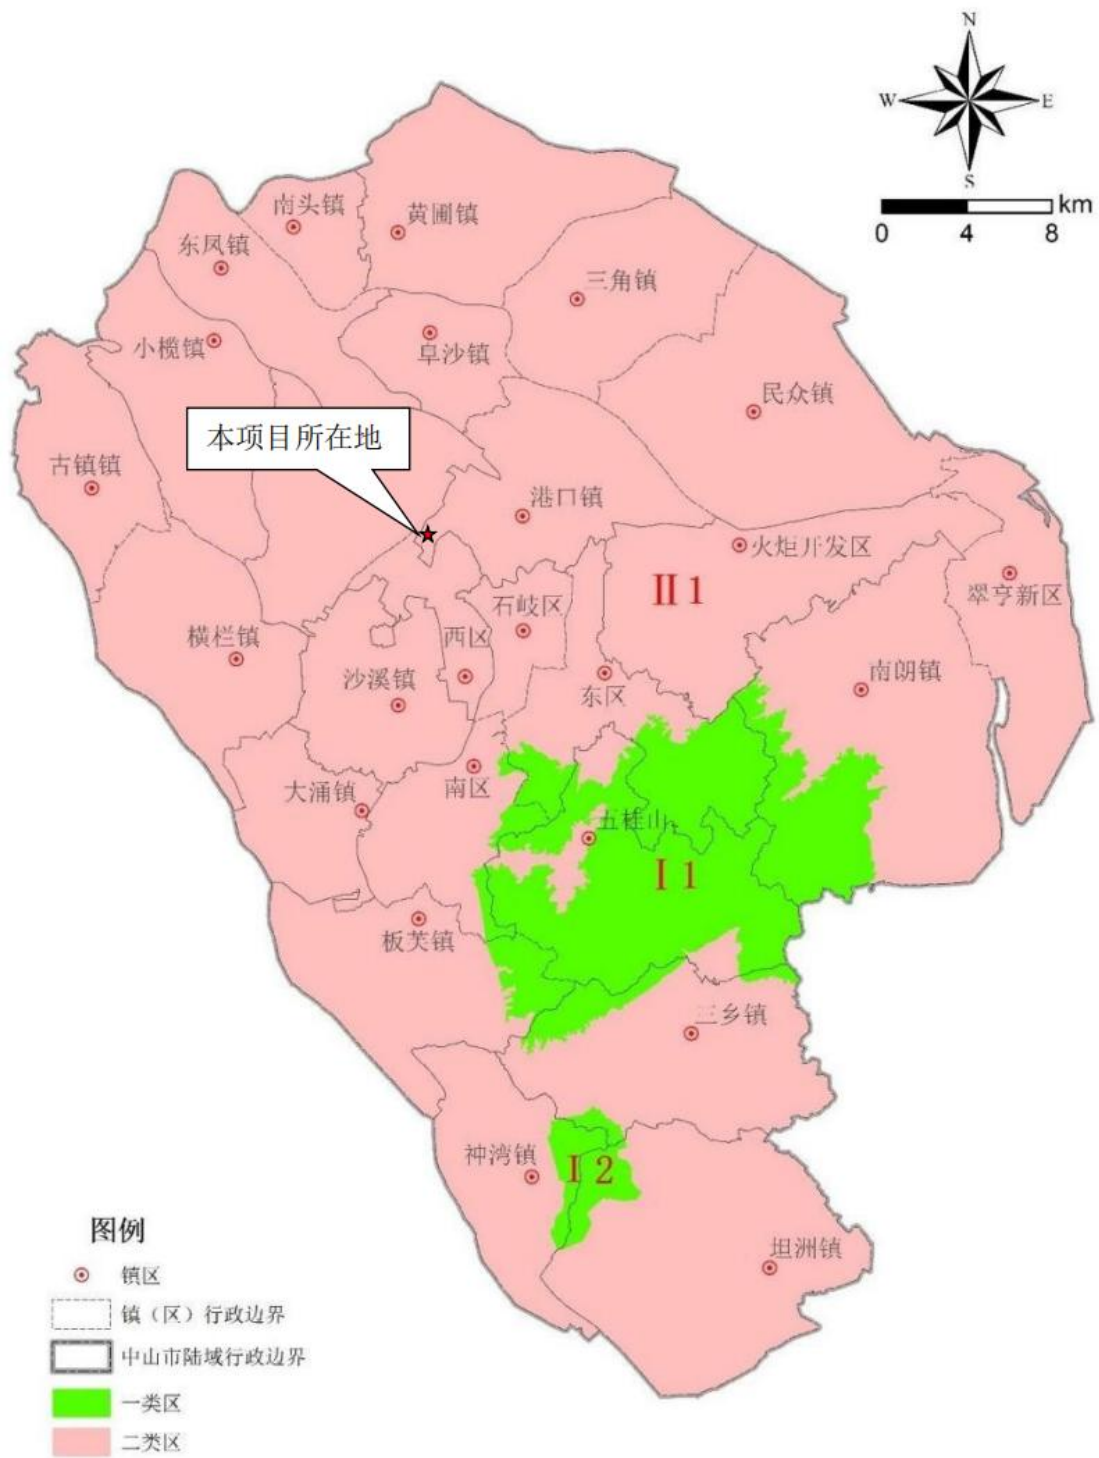 N
W
E
S
km
0 4 8
南头镇
黄圃镇
东凤镇
三角镇
小榄镇
阜沙镇
民众镇
本项目所在地
古镇镇
港口镇
火炬开发区
II 1
翠亨新区
石岐区
横栏镇
西区
沙溪镇
东区
南朗镇
南区
大涌镇
五桂山
I 1
板芙镇
三乡镇
神湾镇
I 2
坦洲镇
图例
镇区
镇（区）行政边界
中山市陆域行政边界
一类区
二类区